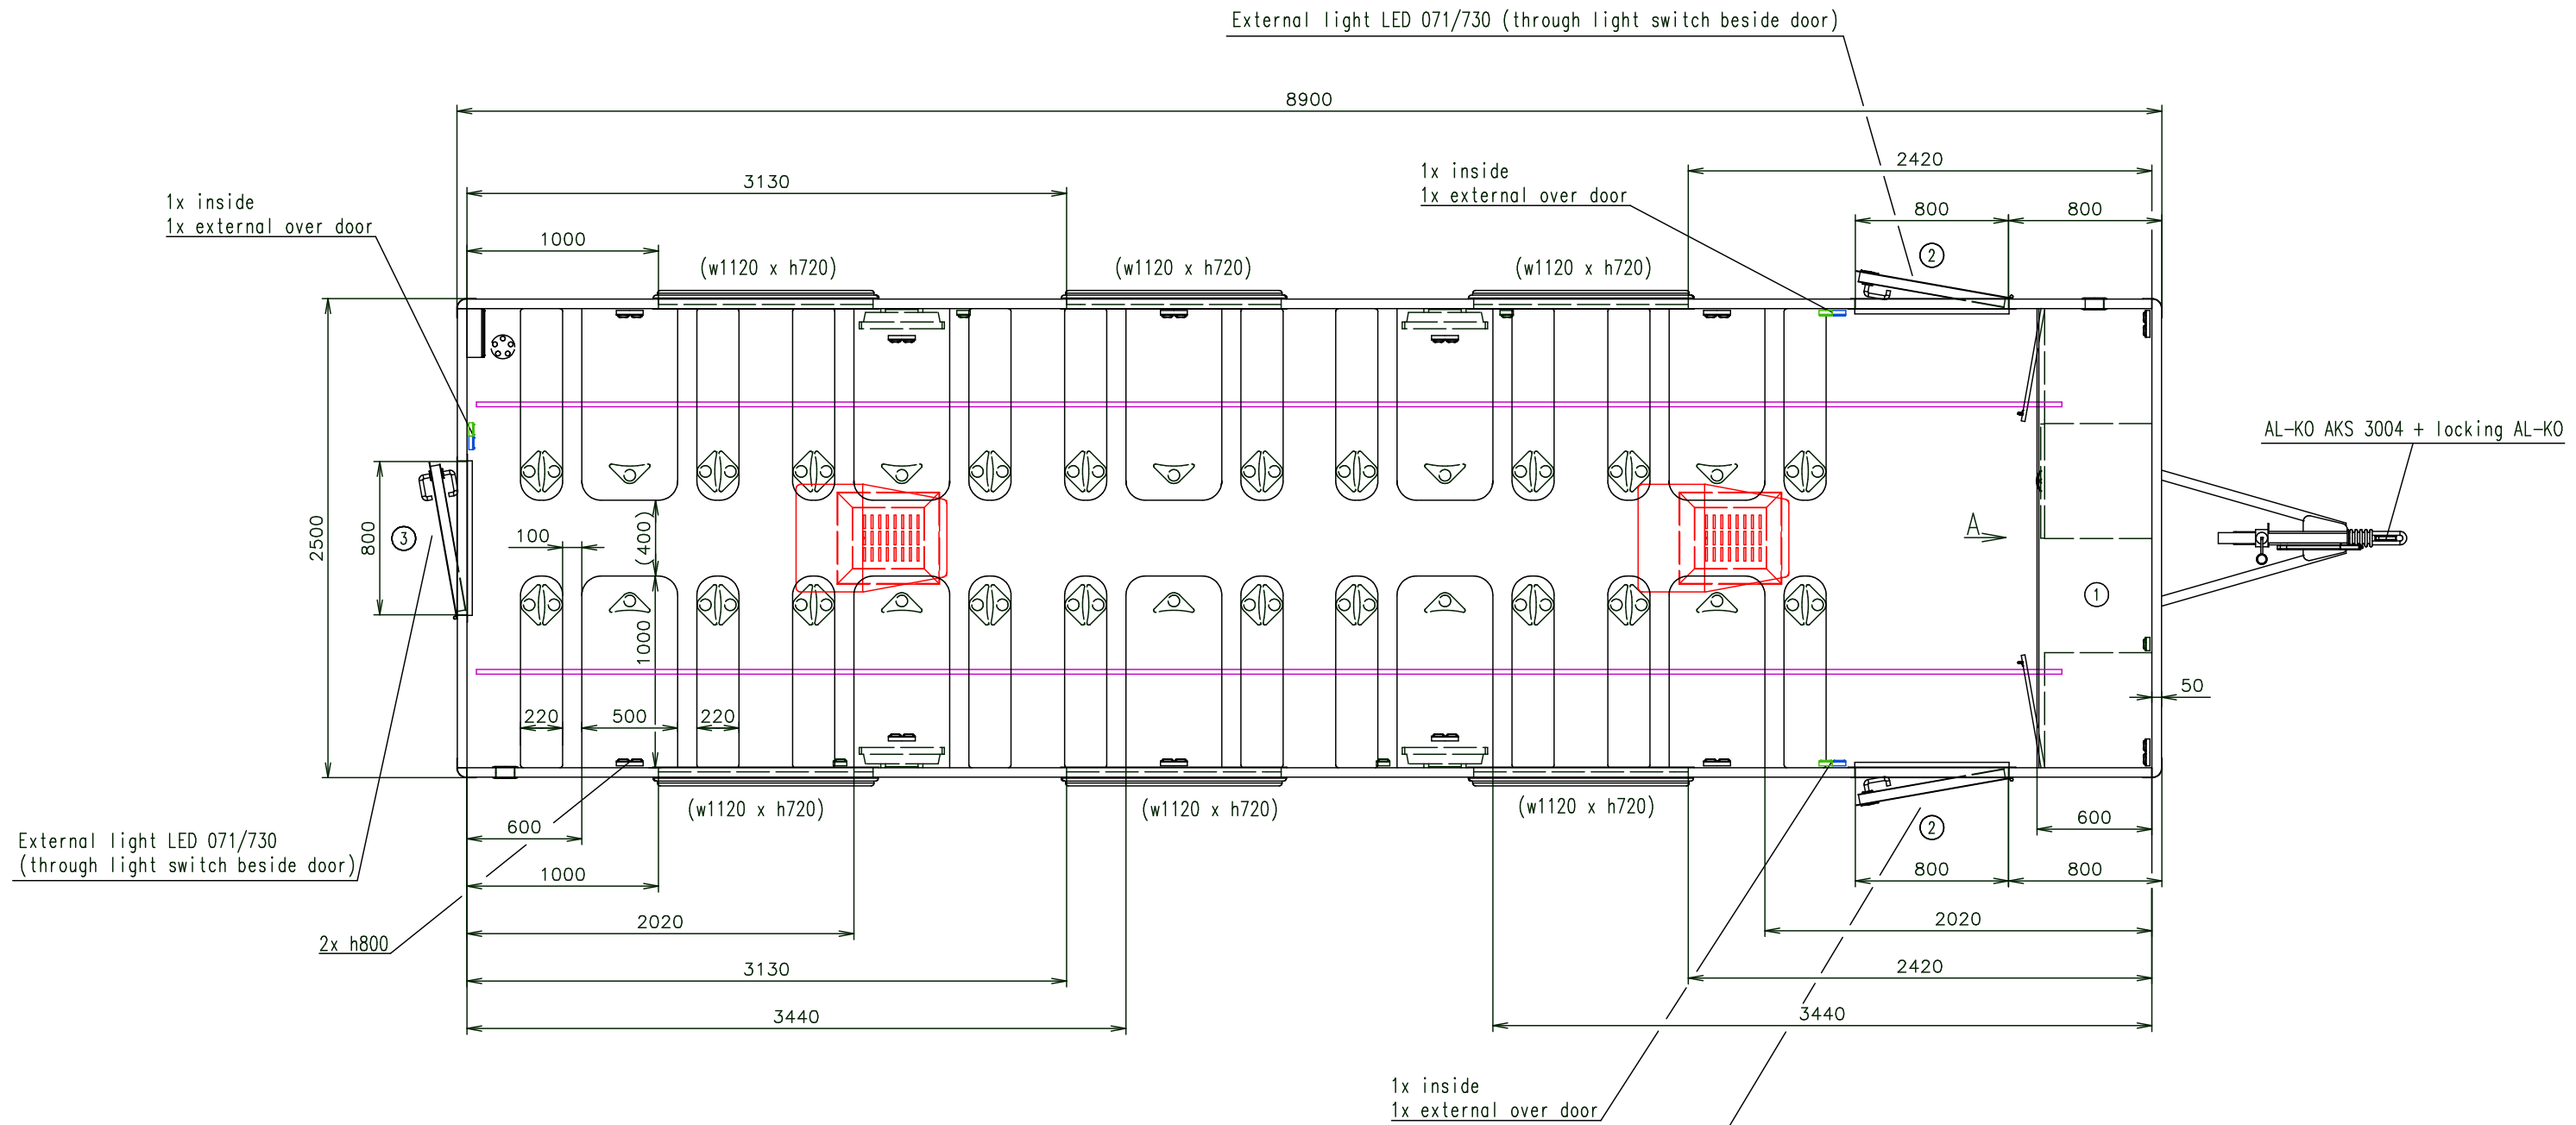 External light LED 071/730 (through light switch beside door)
8900
2420
1x inside
1x external over door
3130
1x inside
1x external over door
800
800
1000
(w1120 x h720)
(w1120 x h720)
(w1120 x h720)
2
AL-KO AKS 3004 + locking AL-KO
2500
800
3
100
(400)
A
1
1000
50
220
500
220
(w1120 x h720)
(w1120 x h720)
(w1120 x h720)
External light LED 071/730
(through light switch beside door)
600
2
600
1000
800
800
2020
2020
2x h800
3130
2420
3440
3440
1x inside
1x external over door